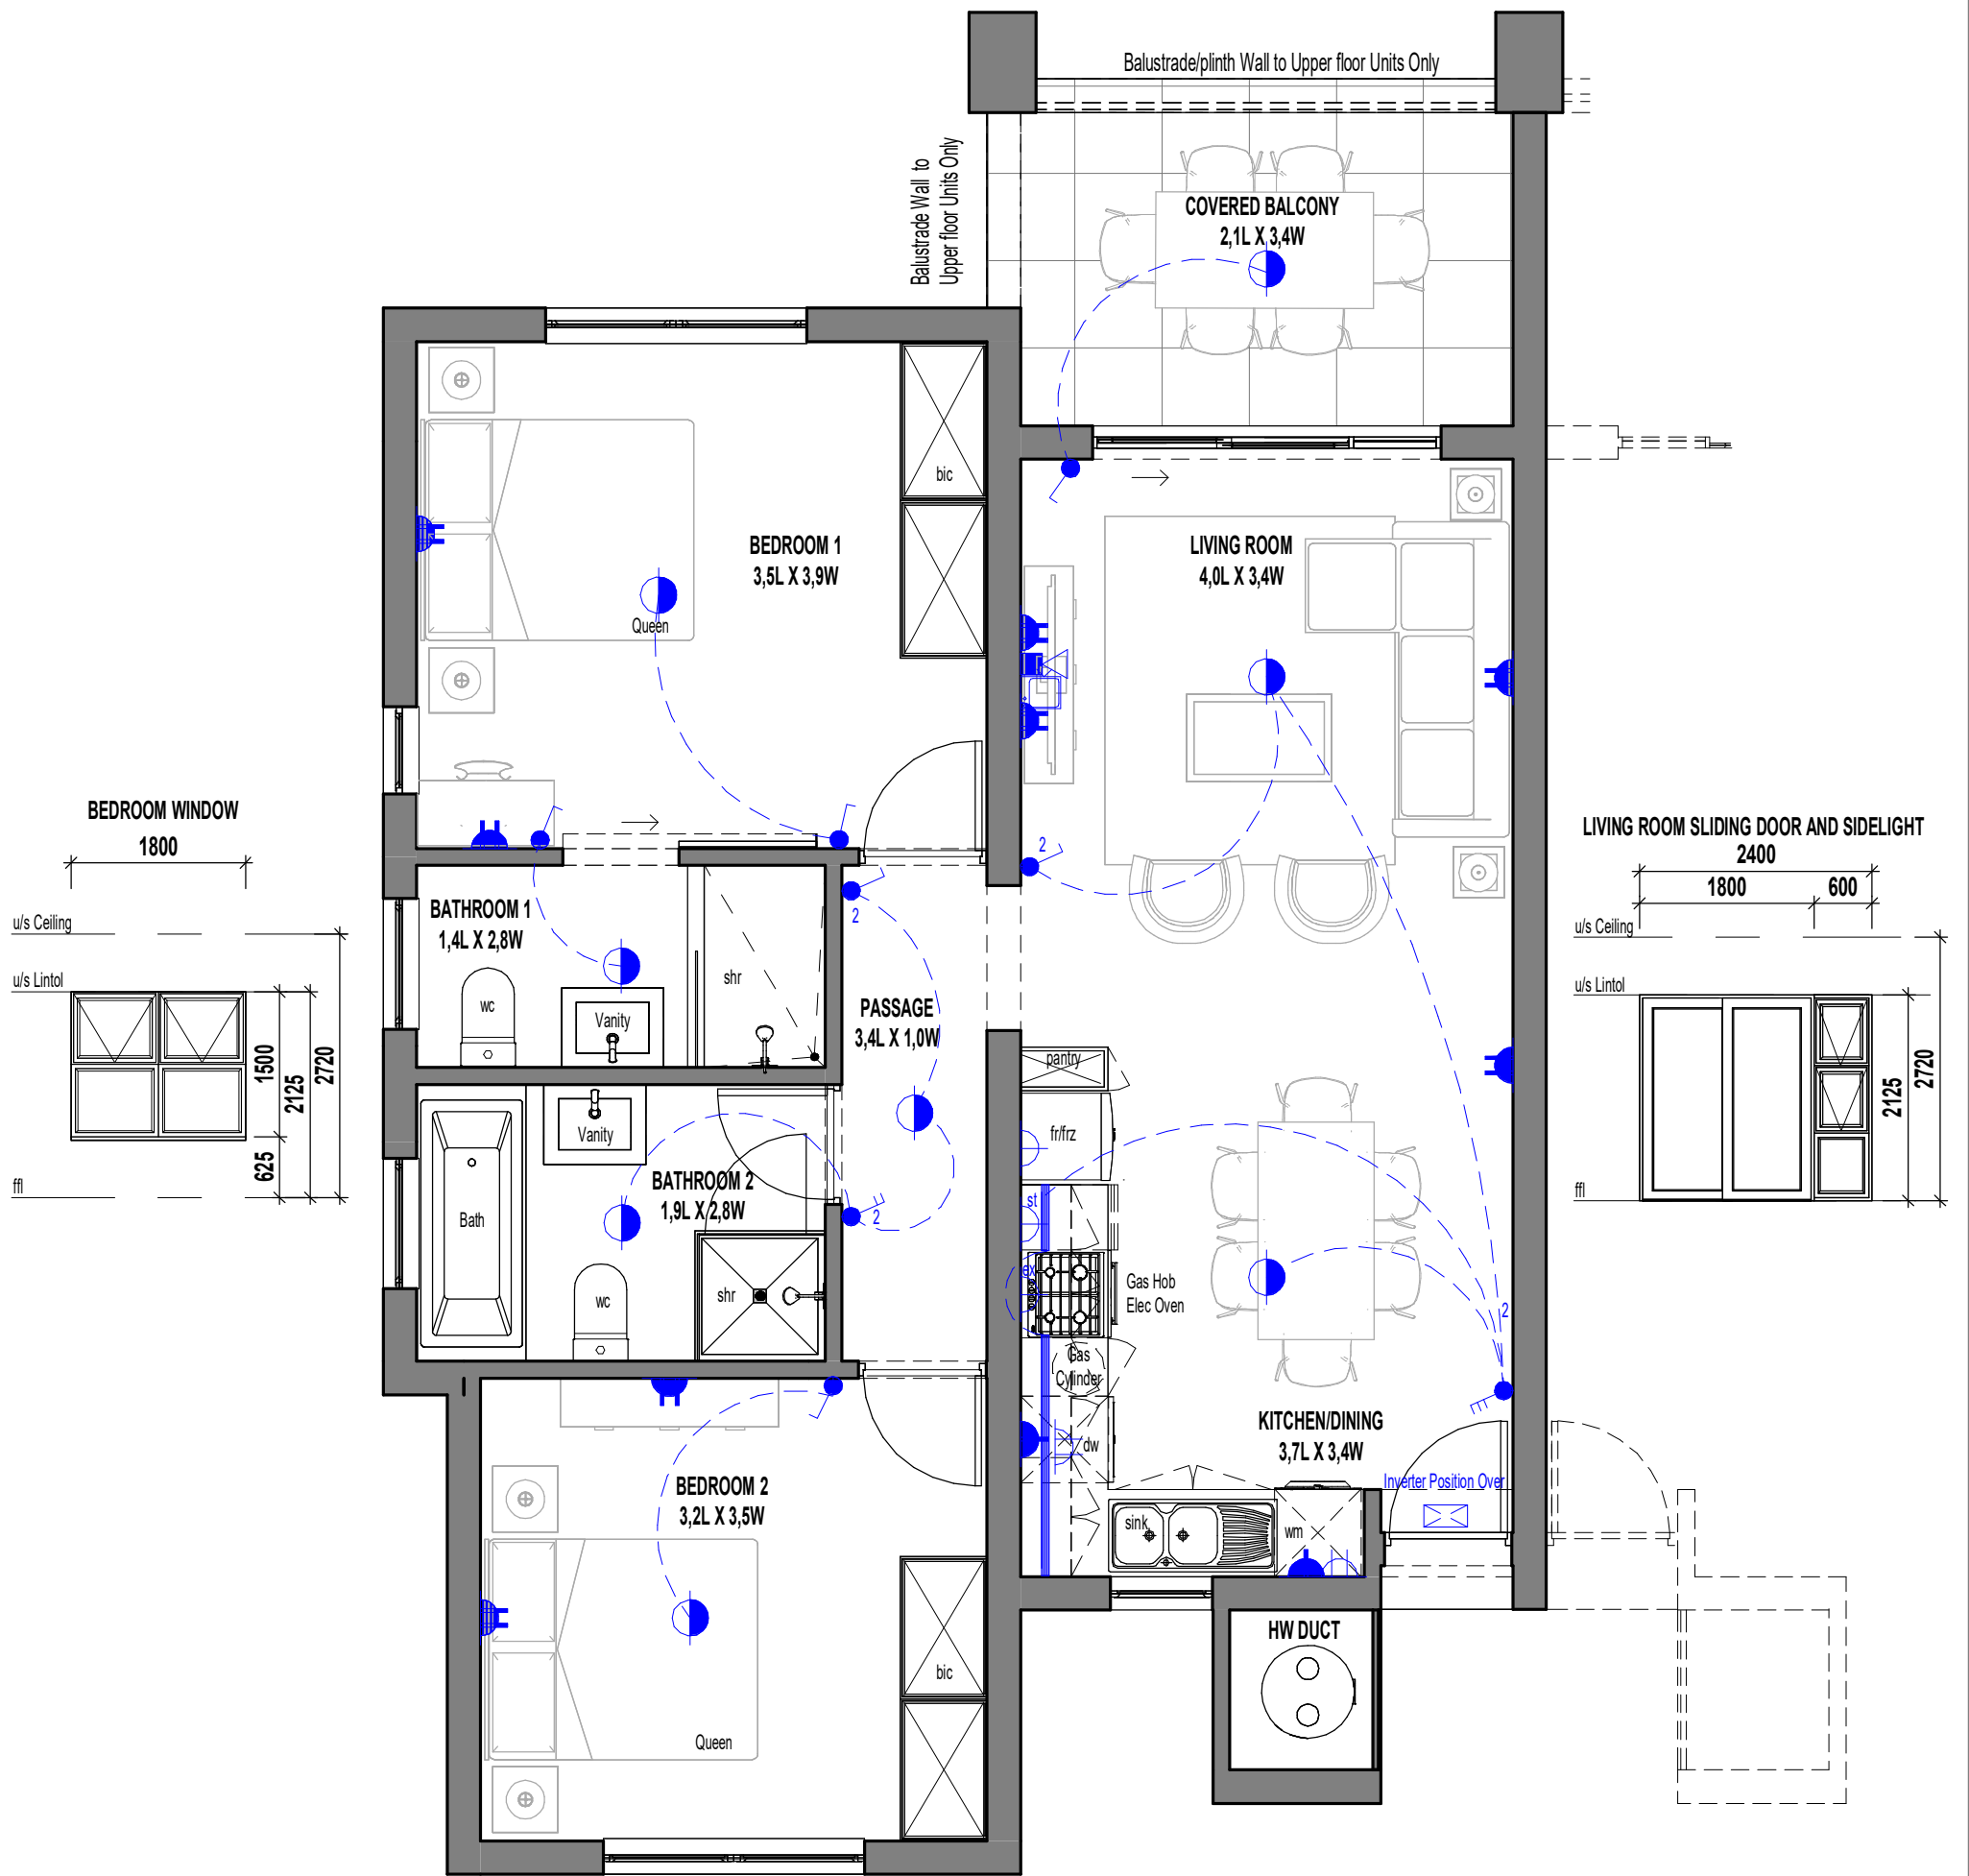 Balustrade/plinth Wall to Upper floor Units Only
Balustrade Wall to
Upper floor Units Only
COVERED BALCONY
2,1L X 3,4W
bic
BEDROOM 1
3,5L X 3,9W
Queen
LIVING ROOM
4,0L X 3,4W
BEDROOM WINDOW
1800
u/s Ceiling
u/s Lintol
1500
2125
2720
625
ffl
LIVING ROOM SLIDING DOOR AND SIDELIGHT
2400
1800
600
u/s Ceiling
u/s Lintol
2125
2720
ffl
2
2
BATHROOM 1
1,4L X 2,8W
wc
Vanity
shr
PASSAGE
3,4L X 1,0W
pantry
fr/frz
st
ex
Gas Hob
Elec Oven
Gas
Cylinder
dw
Vanity
BATHROOM 2
1,9L X 2,8W
Bath
wc
shr
2
2
KITCHEN/DINING
3,7L X 3,4W
Inverter Position Over
sink
wm
BEDROOM 2
3,2L X 3,5W
bic
Queen
HW DUCT